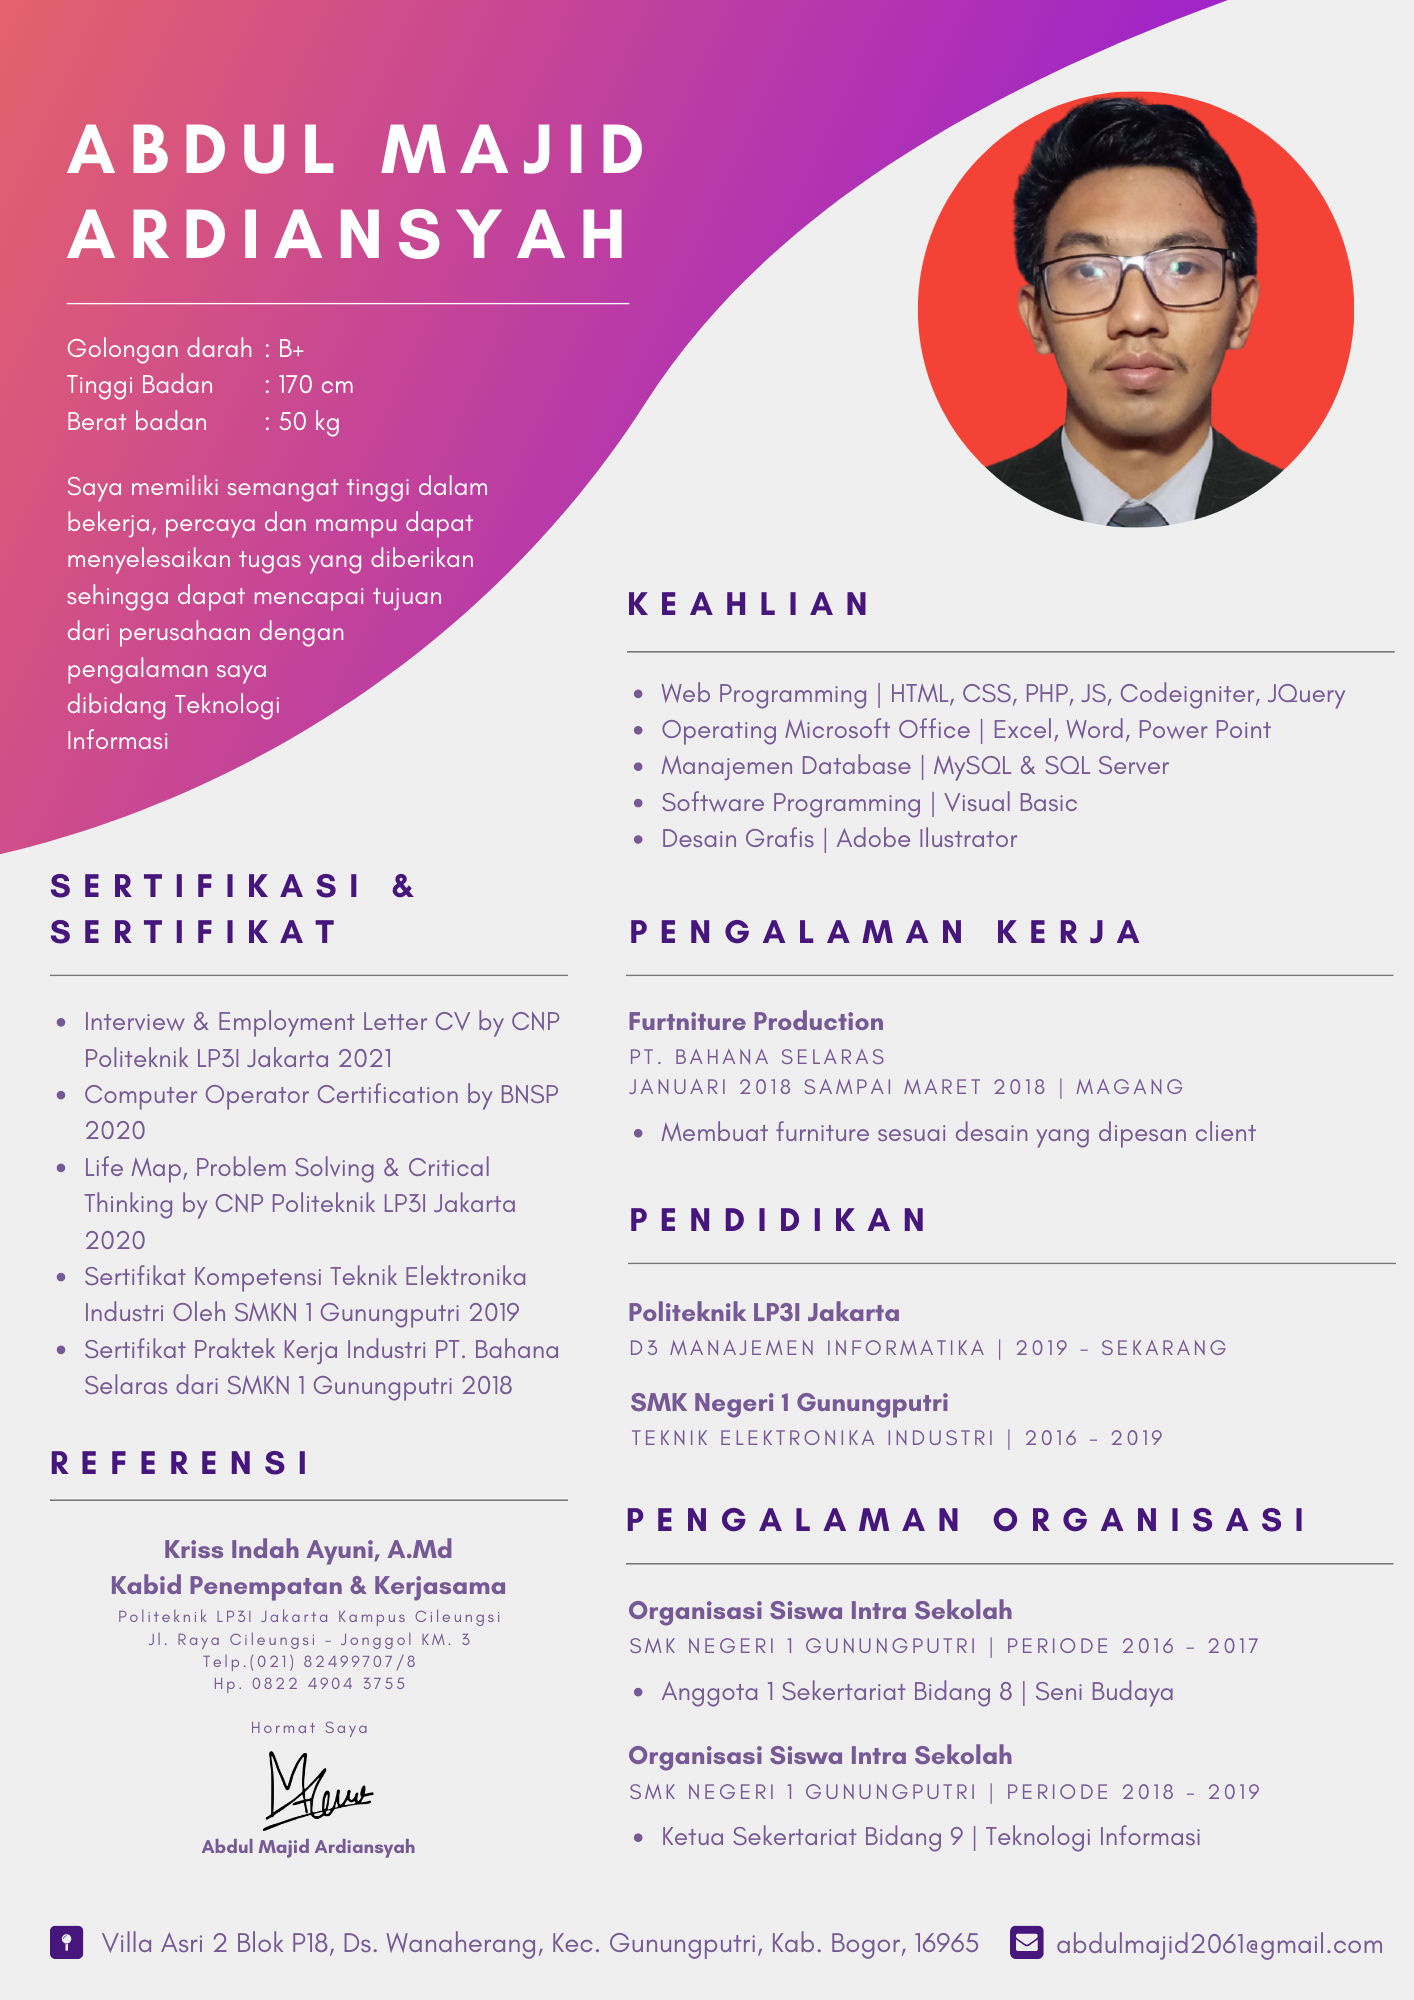 ABDUL MAJID
ARDIANSYAH
Golongan darah : B+
Tinggi Badan : 170 cm
Berat badan : 50 kg
Saya memiliki semangat tinggi dalam
bekerja, percaya dan mampu dapat
menyelesaikan tugas yang diberikan
sehingga dapat mencapai tujuan
dari perusahaan dengan
pengalaman saya
dibidang Teknologi
Informasi
SERTIFIKASI &
SERTIFIKAT
• Interview & Employment Letter CV by CNP
Politeknik LP3I Jakarta 2021
• Computer Operator Certification by BNSP
2020
• Life Map, Problem Solving & Critical
Thinking by CNP Politeknik LP3I Jakarta
2020
• Sertifikat Kompetensi Teknik Elektronika
Industri Oleh SMKN 1 Gunungputri 2019
• Sertifikat Praktek Kerja Industri PT. Bahana
Selaras dari SMKN 1 Gunungputri 2018
REFERENSI
Kriss Indah Ayuni, A.Md
Kabid Penempatan & Kerjasama
Politeknik LP3I Jakarta Kampus Cileungsi
Jl. Raya Cileungsi - Jonggol KM. 3
Telp.(021) 82499707/8
Hp. 0822 4904 3755
Hormat Saya
Abdul Majid Ardiansyah
KEAHLIAN
• Web Programming | HTML, CSS, PHP, JS, Codeigniter, JQuery
• Operating Microsoft Office | Excel, Word, Power Point
• Manajemen Database | MySQL & SQL Server
• Software Programming | Visual Basic
• Desain Grafis | Adobe Ilustrator
PENGALAMAN KERJA
Furtniture Production
PT. BAHANA SELARAS
JANUARI 2018 SAMPAI MARET 2018 | MAGANG
• Membuat furniture sesuai desain yang dipesan client
PENDIDIKAN
Politeknik LP3I Jakarta
D3 MANAJEMEN INFORMATIKA | 2019 - SEKARANG
SMK Negeri 1 Gunungputri
TEKNIK ELEKTRONIKA INDUSTRI | 2016 - 2019
PENGALAMAN ORGANISASI
Organisasi Siswa Intra Sekolah
SMK NEGERI 1 GUNUNGPUTRI | PERIODE 2016 - 2017
• Anggota 1 Sekertariat Bidang 8 | Seni Budaya
Organisasi Siswa Intra Sekolah
SMK NEGERI 1 GUNUNGPUTRI | PERIODE 2018 - 2019
• Ketua Sekertariat Bidang 9 | Teknologi Informasi
Villa Asri 2 Blok P18, Ds. Wanaherang, Kec. Gunungputri, Kab. Bogor, 16965
abdulmajid2061@gmail.com